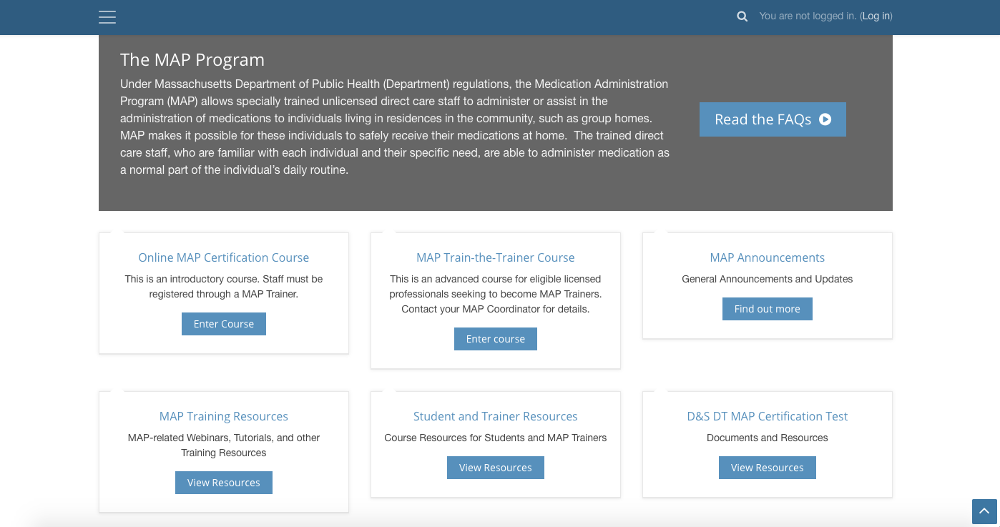 You are not logged in. (Log in)
The MAP Program
Under Massachusetts Department of Public Health (Department) regulations, the Medication Administration
Program (MAP) allows specially trained unlicensed direct care staff to administer or assist in the
administration of medications to individuals living in residences in the community, such as group homes.
MAP makes it possible for these individuals to safely receive their medications at home.  The trained direct
care staff, who are familiar with each individual and their specific need, are able to administer medication as
a normal part of the individual’s daily routine.
Read the FAQs
Online MAP Certification Course
This is an introductory course. Staff must be
registered through a MAP Trainer.
Enter Course
MAP Train-the-Trainer Course
This is an advanced course for eligible licensed
professionals seeking to become MAP Trainers.
Contact your MAP Coordinator for details.
Enter course
MAP Announcements
General Announcements and Updates
Find out more
MAP Training Resources
MAP-related Webinars, Tutorials, and other
Training Resources
View Resources
Student and Trainer Resources
Course Resources for Students and MAP Trainers
View Resources
D&S DT MAP Certification Test
Documents and Resources
View Resources